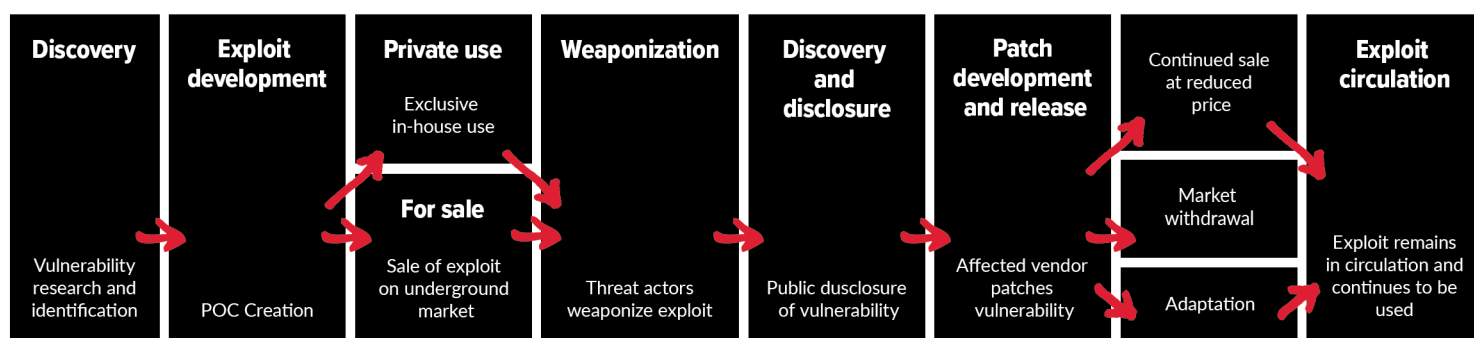 Discovery
Vulnerability
research and
identification
Exploit
development
POC Creation
Private use
Exclusive
in-house use
For sale
Sale of exploit
on underground
market
Weaponization
Threat actors
weaponize exploit
Discovery
and
disclosure
Public dusclosure
of vulnerability
Patch
development
and release
Affected vendor
patches
vulnerability
Continued sale
at reduced
price
Market
withdrawal
Adaptation
Exploit
circulation
Exploit remains
in circulation and
continues to be
used